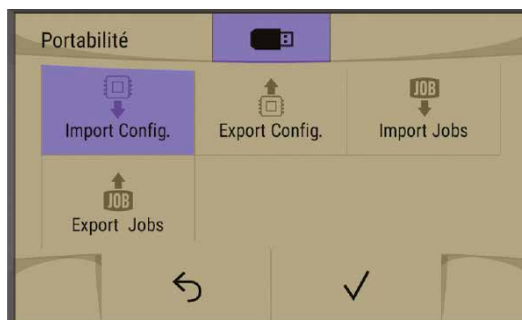 Portabilité
JOB
Import Config.
Export Config.
Import Jobs
JOB
Export Jobs